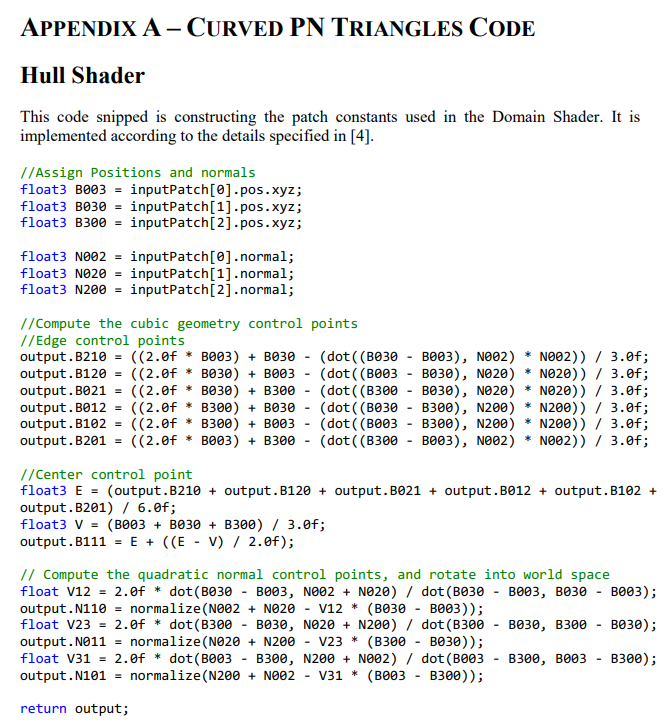 APPENDIX A – CURVED PN TRIANGLES CODE
Hull Shader
This code snipped is constructing the patch constants used in the Domain Shader. It is
implemented according to the details specified in [4].
//Assign Positions and normals
float3 B003 = inputPatch[0].pos.xyz;
float3 B030 = inputPatch[1].pos.xyz;
float3 B300 = inputPatch[2].pos.xyz;
float3 N002 = inputPatch[0].normal;
float3 N020 = inputPatch[1].normal;
float3 N200 = inputPatch[2].normal;
//Compute the cubic geometry control points
//Edge control points
output.B210 = ((2.0f * B003) + B030 - (dot((B030 - B003), N002) * N002)) / 3.0f;
output.B120 = ((2.0f * B030) + B003 - (dot((B003 - B030), N020) * N020)) / 3.0f;
output.B021 = ((2.0f * B030) + B300 - (dot((B300 - B030), N020) * N020)) / 3.0f;
output.B012 = ((2.0f * B300) + B030 - (dot((B030 - B300), N200) * N200)) / 3.0f;
output.B102 = ((2.0f * B300) + B003 - (dot((B003 - B300), N200) * N200)) / 3.0f;
output.B201 = ((2.0f * B003) + B300 - (dot((B300 - B003), N002) * N002)) / 3.0f;
//Center control point
float3 E = (output.B210 + output.B120 + output.B021 + output.B012 + output.B102 +
output.B201) / 6.0f;
float3 V = (B003 + B030 + B300) / 3.0f;
output.B111 = E + ((E - V) / 2.0f);
// Compute the quadratic normal control points, and rotate into world space
float V12 = 2.0f * dot(B030 - B003, N002 + N020) / dot(B030 - B003, B030 - B003);
output.N110 = normalize(N002 + N020 - V12 * (B030 - B003));
float V23 = 2.0f * dot(B300 - B030, N020 + N200) / dot(B300 - B030, B300 - B030);
output.N011 = normalize(N020 + N200 - V23 * (B300 - B030));
float V31 = 2.0f * dot(B003 - B300, N200 + N002) / dot(B003 - B300, B003 - B300);
output.N101 = normalize(N200 + N002 - V31 * (B003 - B300));
return output;